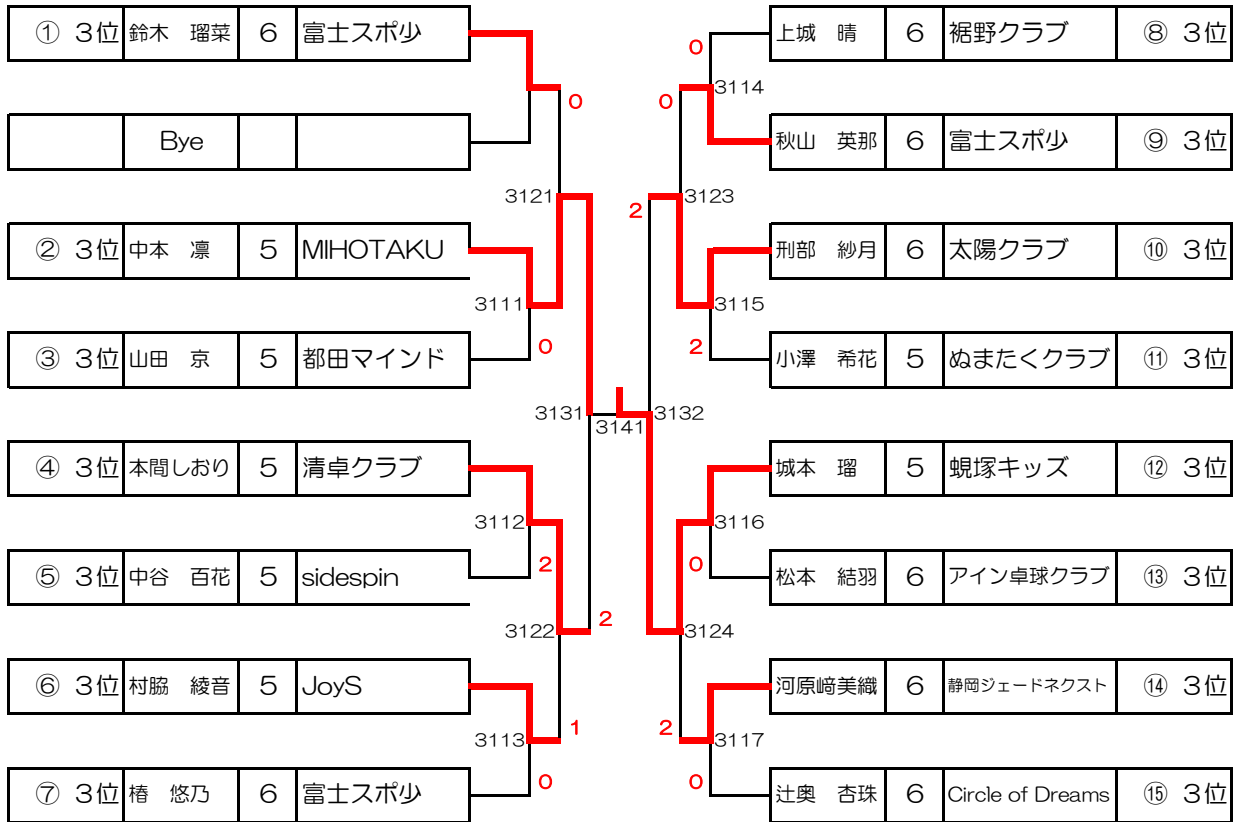 ① 3位 鈴木 瑠菜 6 富士スポ少
Bye
② 3位 中本 凛 5 MIHOTAKU
③ 3位 山田 京 5 都田マインド
④ 3位 本間しおり 5 清卓クラブ
⑤ 3位 中谷 百花 5 sidespin
⑥ 3位 村脇 綾音 5 JoyS
⑦ 3位 椿 悠乃 6 富士スポ少
0
3121
3111
0
3131
3112
2
3122
2
3113
1
0
3141
0
3114
0
3123
2
3115
2
3132
3116
0
3124
2
3117
0
上城 晴 6 裾野クラブ ⑧ 3位
秋山 英那 6 富士スポ少 ⑨ 3位
刑部 紗月 6 太陽クラブ ⑩ 3位
小澤 希花 5 ぬまたくクラブ ⑪ 3位
城本 瑠 5 蜆塚キッズ ⑫ 3位
松本 結羽 6 アイン卓球クラブ ⑬ 3位
河原﨑美織 6 静岡ジェードネクスト ⑭ 3位
辻奥 杏珠 6 Circle of Dreams ⑮ 3位